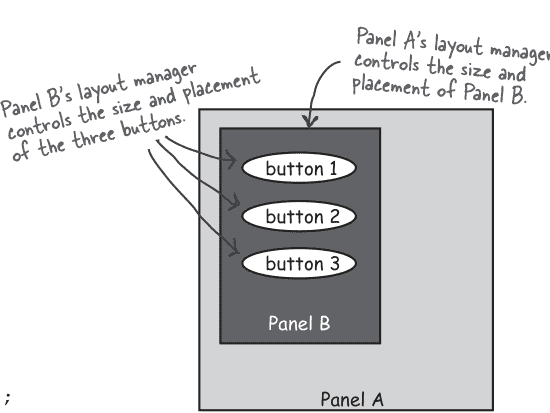 Panel B's layout manager
controls the size and placement
of the three buttons.
Panel A's layout manager
controls the size and
placement of Panel B.
button 1
button 2
button 3
Panel B
Panel A
;